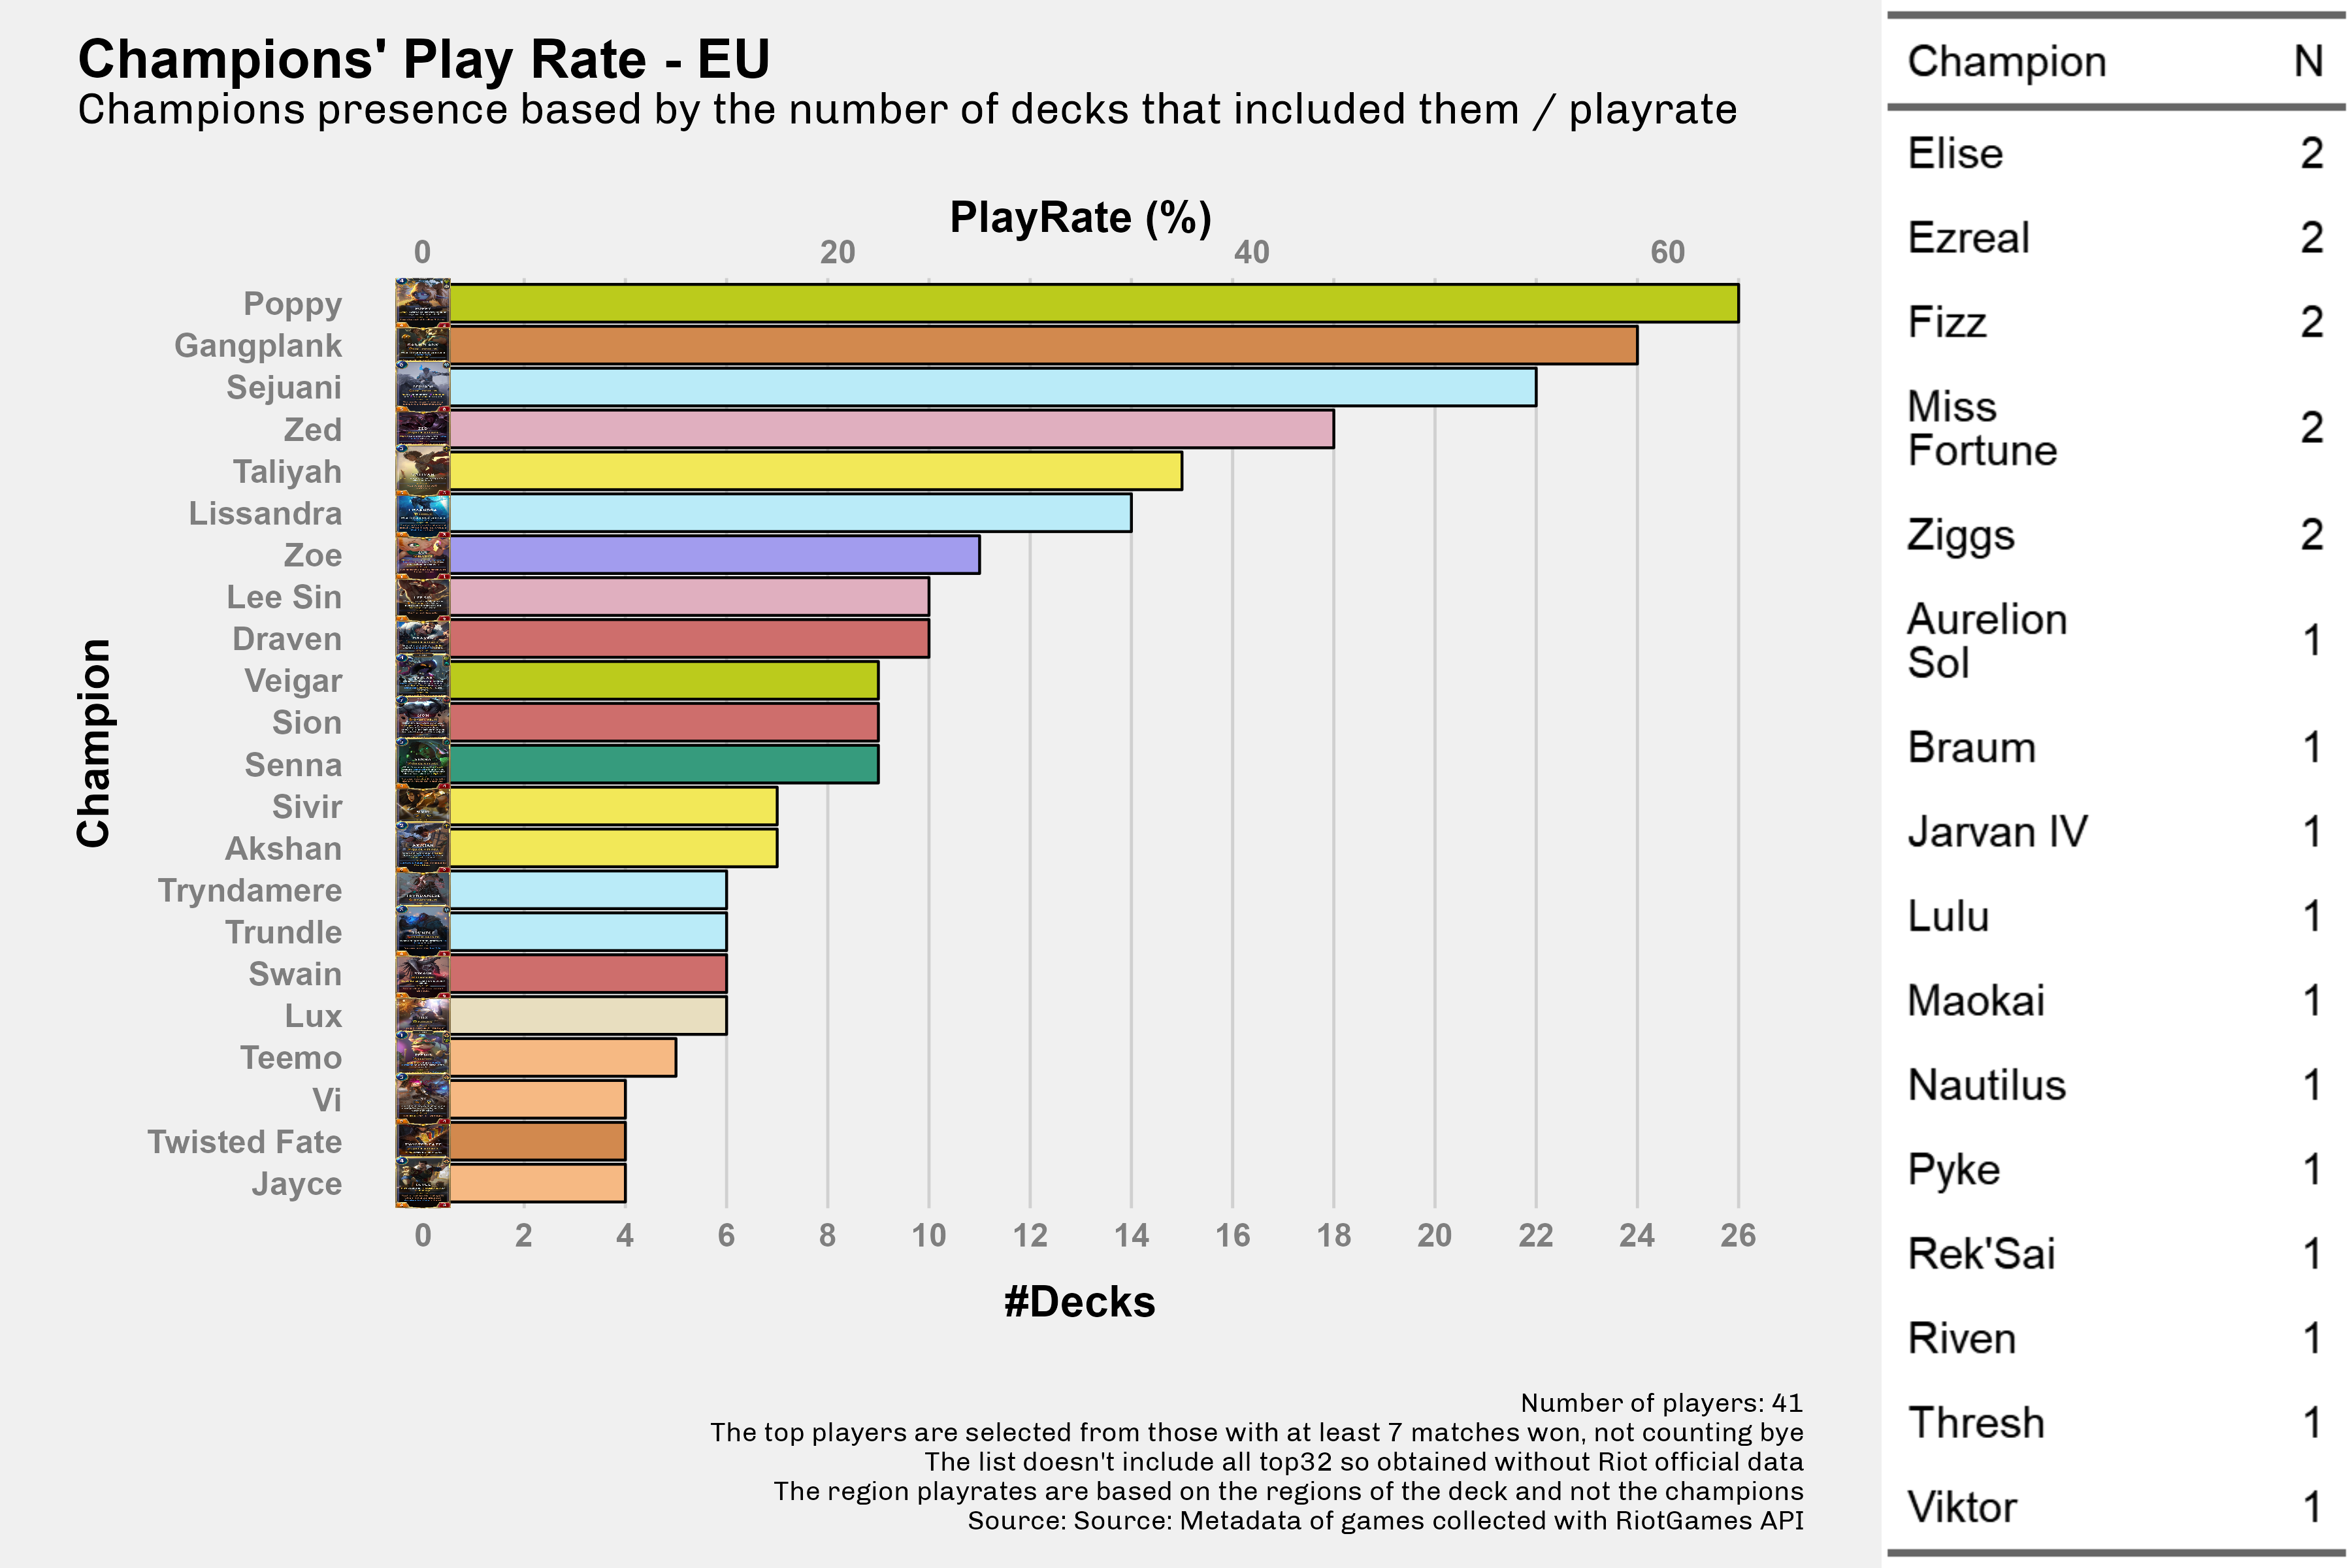 Champions' Play Rate - EU
Champions presence based by the number of decks that included them / playrate
PlayRate (%)
0 20 40 60
Champion
Poppy
Gangplank
Sejuani
Zed
Taliyah
Lissandra
Zoe
Lee Sin
Draven
Veigar
Sion
Senna
Sivir
Akshan
Tryndamere
Trundle
Swain
Lux
Teemo
Vi
Twisted Fate
Jayce
0 2 4 6 8 10 12 14 16 18 20 22 24 26
#Decks
Number of players: 41
The top players are selected from those with at least 7 matches won, not counting bye
The list doesn't include all top32 so obtained without Riot official data
The region playrates are based on the regions of the deck and not the champions
Source: Source: Metadata of games collected with RiotGames API
Champion N
Elise 2
Ezreal 2
Fizz 2
Miss
Fortune 2
Ziggs 2
Aurelion
Sol 1
Braum 1
Jarvan IV 1
Lulu 1
Maokai 1
Nautilus 1
Pyke 1
Rek'Sai 1
Riven 1
Thresh 1
Viktor 1